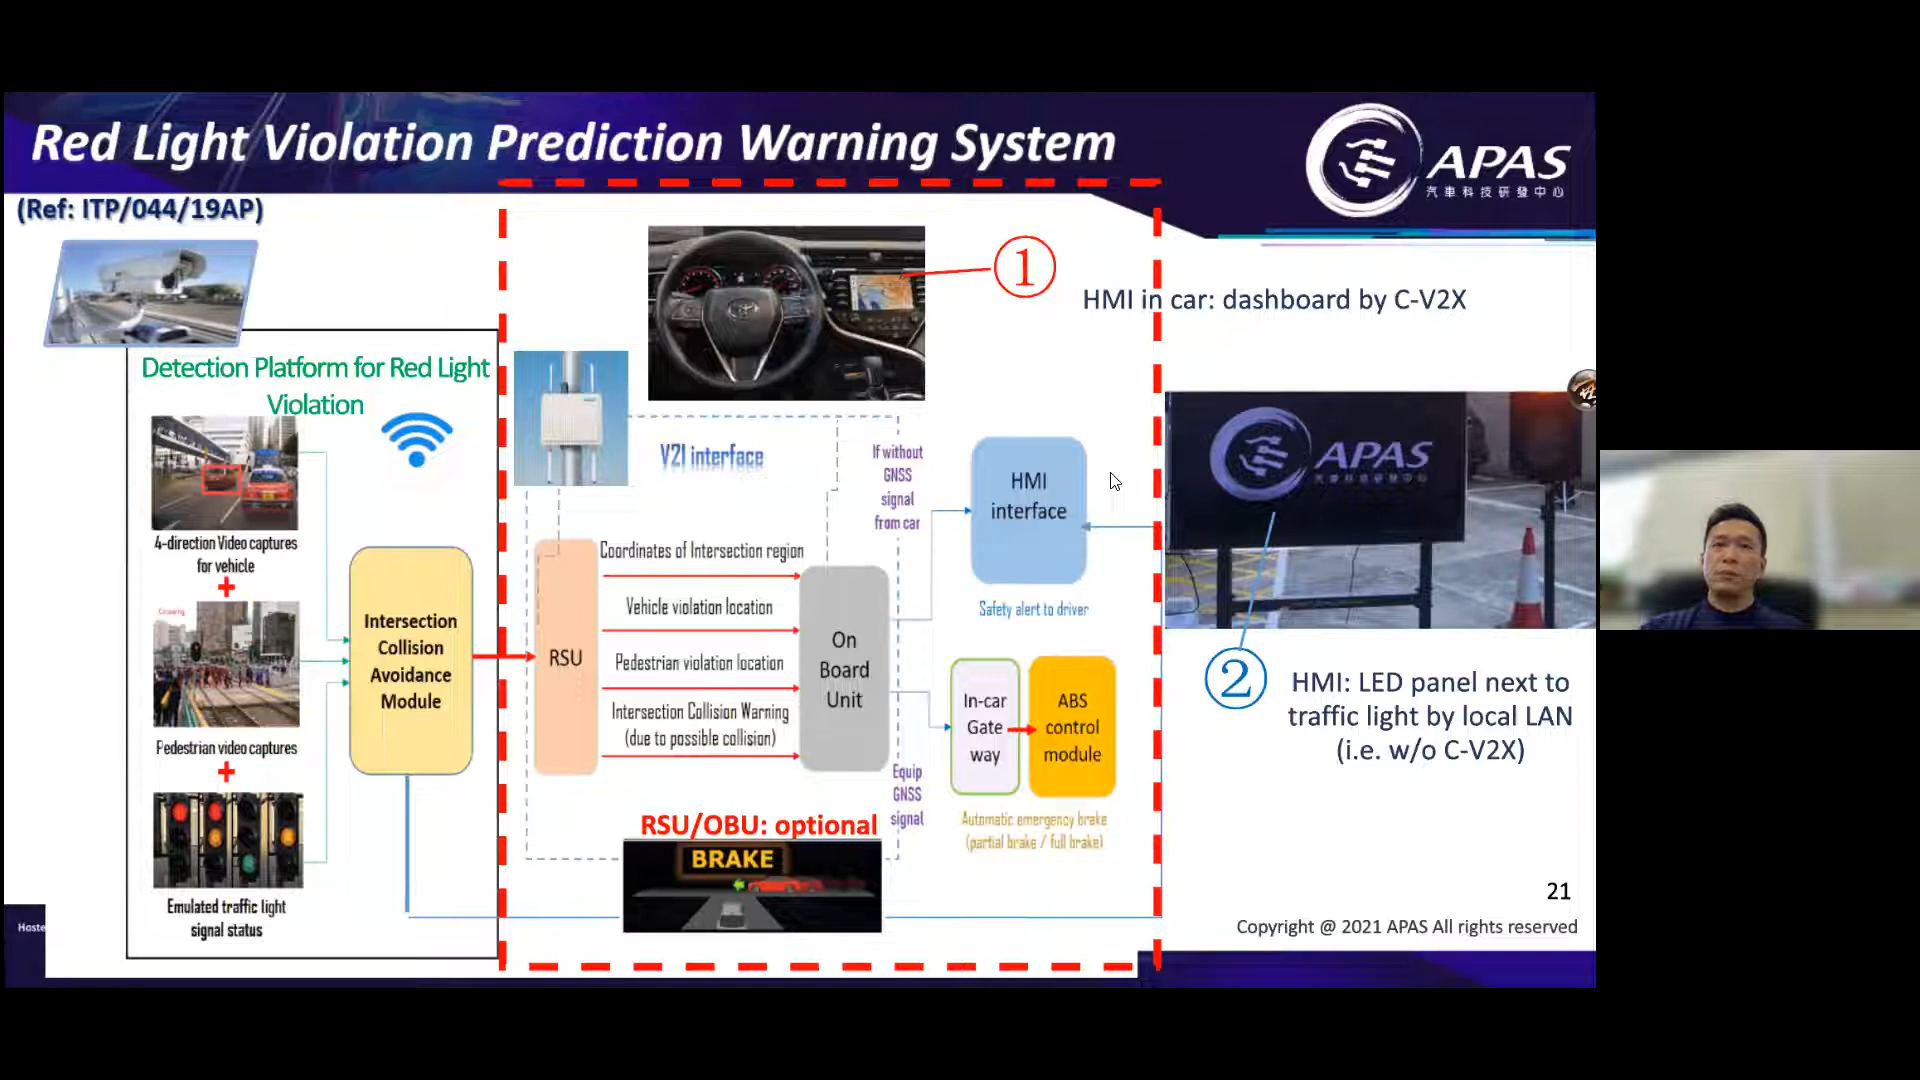 Red Light Violation Prediction Warning System
APAS
汽車科技研發中心
(Ref: ITP/044/19AP)
1
HMI in car: dashboard by C-V2X
Detection Platform for Red Light
Violation
V2I interface
If without
GNSS
signal
from car
HMI
interface
APAS
4-direction Video captures
for vehicle
+
Crossing
Pedestrian video captures
+
Emulated traffic light
signal status
Intersection
Collision
Avoidance
Module
RSU
Coordinates of Intersection region
Vehicle violation location
Pedestrian violation location
Intersection Collision Warning
(due to possible collision)
On
Board
Unit
Safety alert to driver
In-car
Gate
way
ABS
control
module
Equip
GNSS
signal
Automatic emergency brake
(partial brake / full brake)
RSU/OBU: optional
BRAKE
2
HMI: LED panel next to
traffic light by local LAN
(i.e. w/o C-V2X)
21
Hoste
Copyright @ 2021 APAS All rights reserved